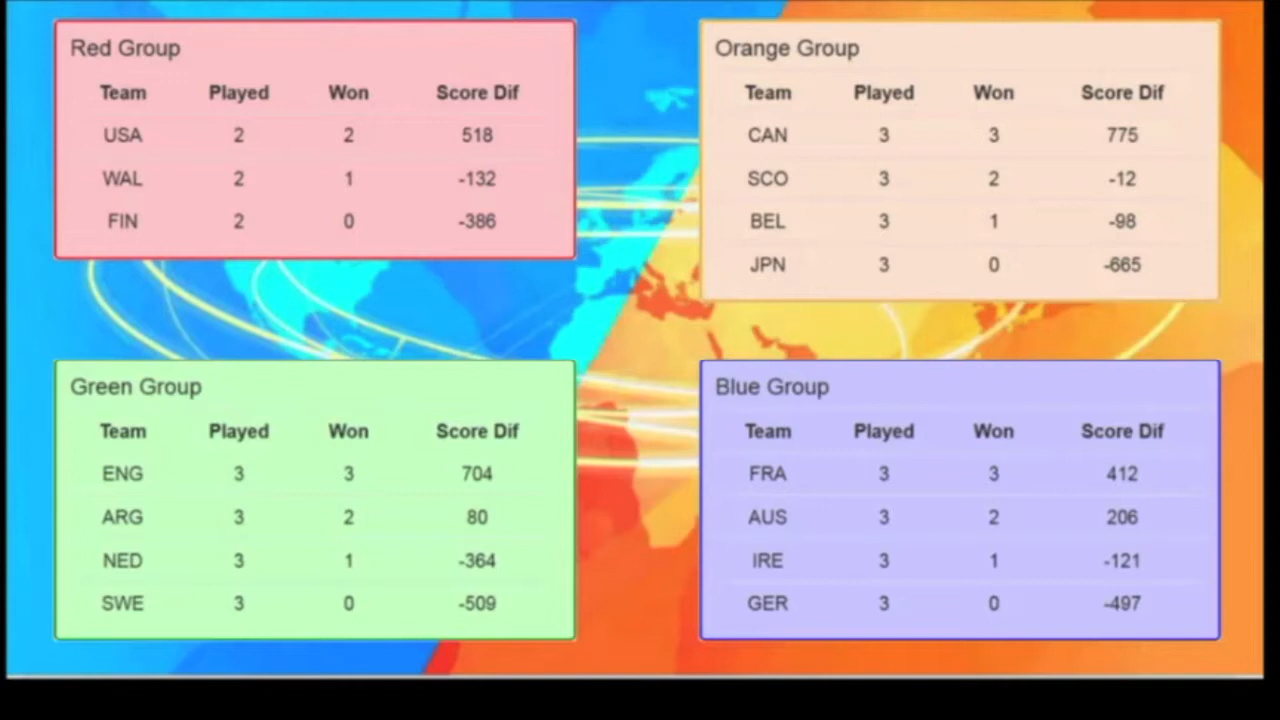 Red Group
Team Played Won Score Dif
USA 2 2 518
WAL 2 1 -132
FIN 2 0 -386
Orange Group
Team Played Won Score Dif
CAN 3 3 775
SCO 3 2 -12
BEL 3 1 -98
JPN 3 0 -665
Green Group
Team Played Won Score Dif
ENG 3 3 704
ARG 3 2 80
NED 3 1 -364
SWE 3 0 -509
Blue Group
Team Played Won Score Dif
FRA 3 3 412
AUS 3 2 206
IRE 3 1 -121
GER 3 0 -497